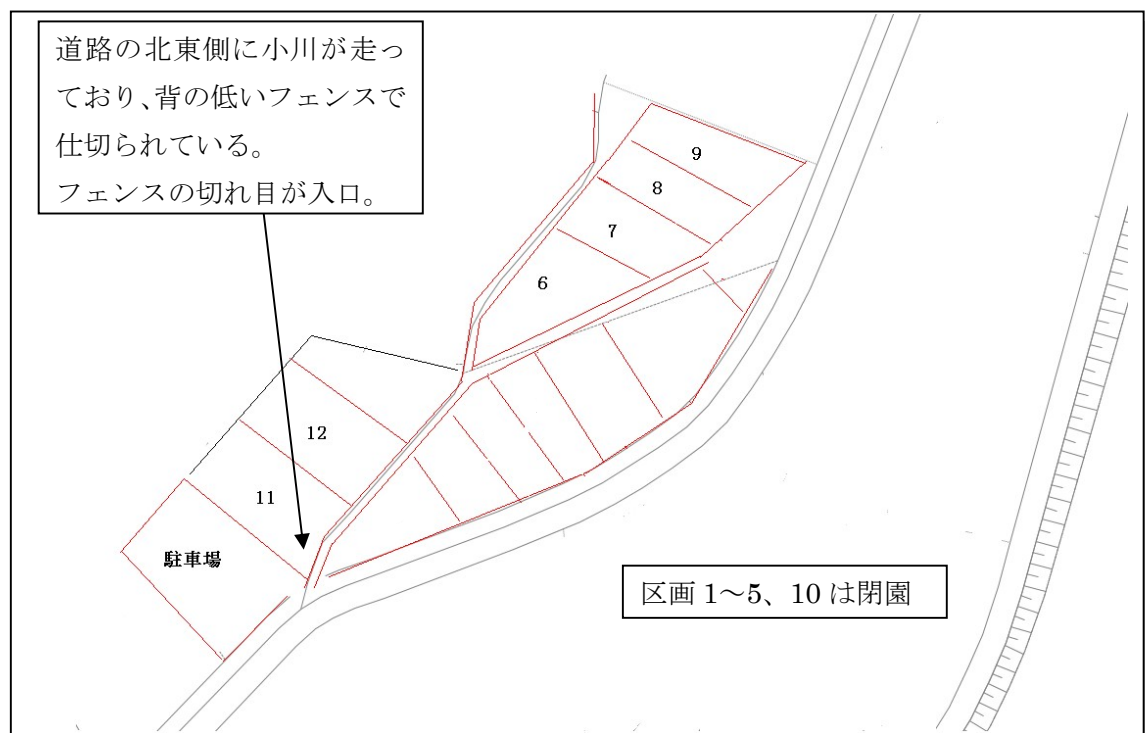 道路の北東側に小川が走っ
ており、背の低いフェンスで
仕切られている。
フェンスの切れ目が入口。
9
8
7
6
12
11
駐車場
区画 1～5、10 は閉園